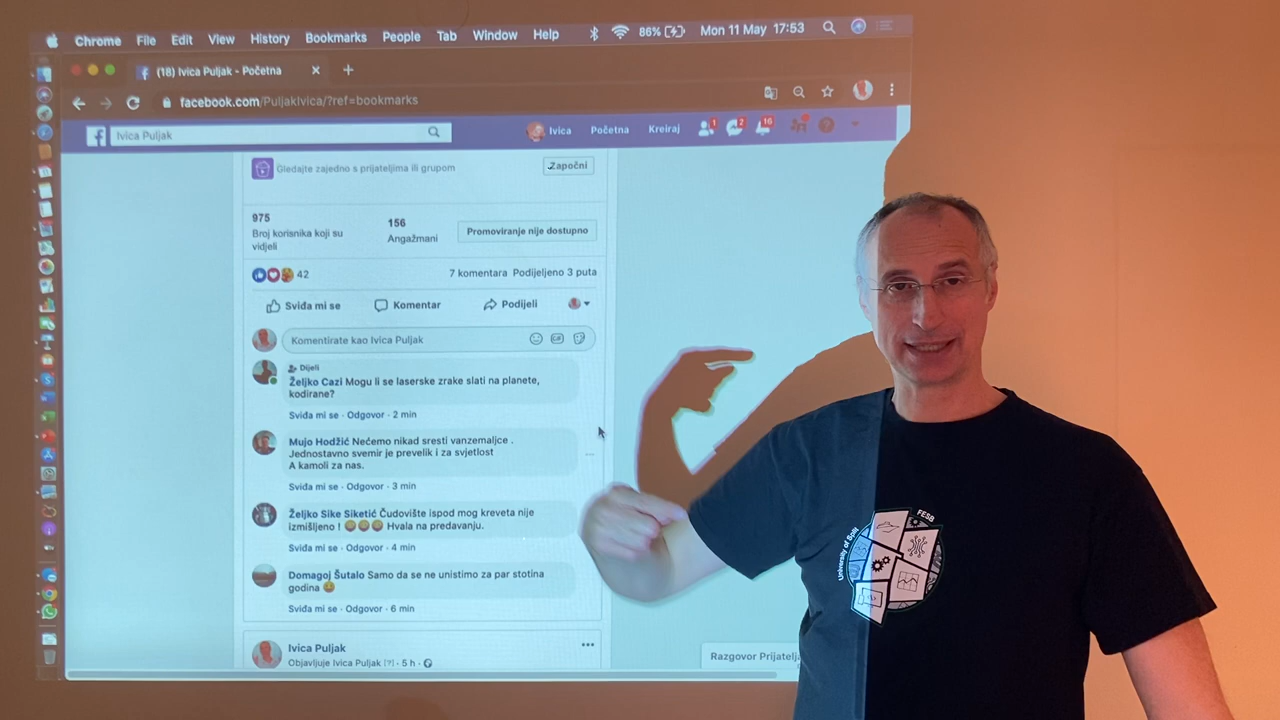 Chrome File Edit View History Bookmarks People Tab Window Help 86% Mon 11 May 17:53
(18) Ivica Puljak - Početna
facebook.com/PuljakIvica/?ref=bookmarks
Ivica Puljak
Ivica Početna Kreiraj 1 2 16
Gledajte zajedno s prijateljima ili grupom
Započni
975
Broj korisnika koji su
vidjeli
156
Angažmani
Promoviranje nije dostupno
42
7 komentara Podijeljeno 3 puta
Sviđa mi se Komentar Podijeli
Komentirate kao Ivica Puljak
GIF
Dijeli
Željko Cazi Mogu li se laserske zrake slati na planete,
kodirane?
Sviđa mi se · Odgovor · 2 min
Mujo Hodžić Nećemo nikad sresti vanzemaljce .
Jednostavno svemir je prevelik i za svjetlost
A kamoli za nas.
Sviđa mi se · Odgovor · 3 min
Željko Sike Siketić Čudovište ispod mog kreveta nije
izmišljeno ! Hvala na predavanju.
Sviđa mi se · Odgovor · 4 min
Domagoj Šutalo Samo da se ne unistimo za par stotina
godina
Sviđa mi se · Odgovor · 6 min
Ivica Puljak
Objavljuje Ivica Puljak [?] · 5 h ·
Razgovor Prijatelj
University of Split
FESB